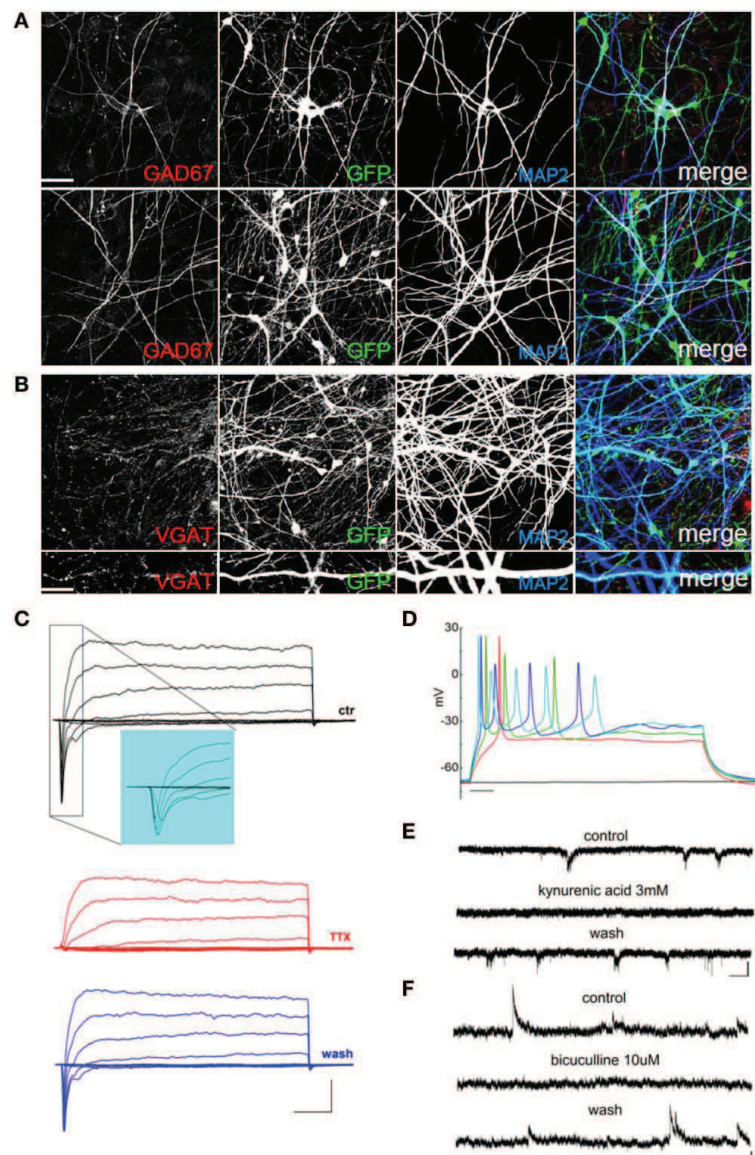 A
GAD67 GFP MAP2 merge
GAD67 GFP MAP2 merge
B
VGAT GFP MAP2 merge
VGAT GFP MAP2 merge
C
ctr
TTX
wash
D
30
0
-30
-60
mV
E
control
kynurenic acid 3mM
wash
F
control
bicuculline 10uM
wash